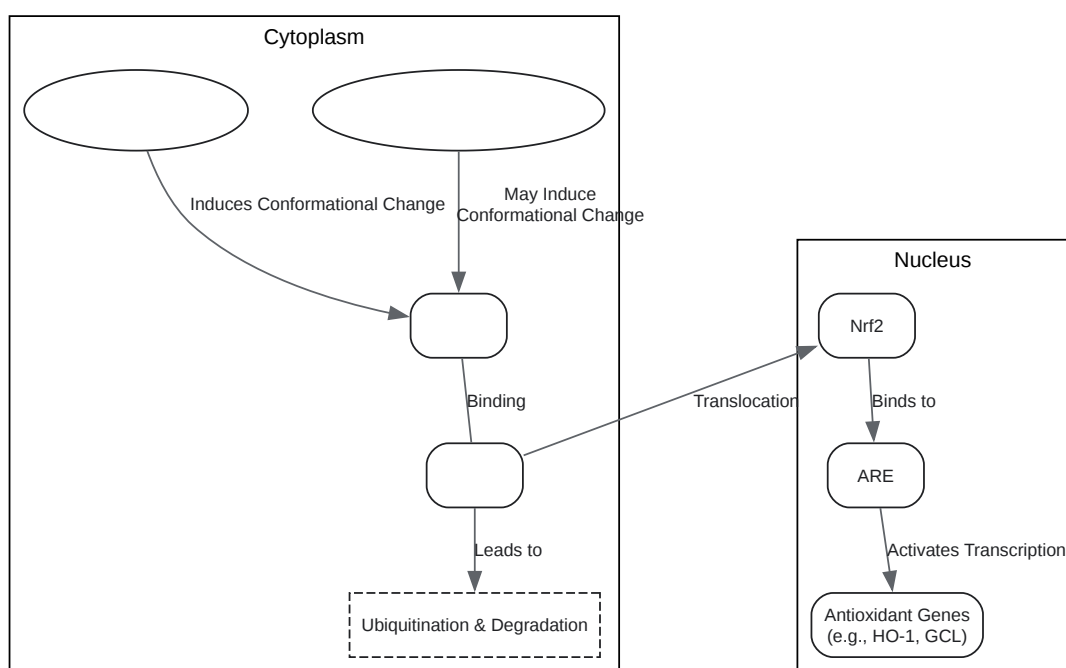 Cytoplasm
Induces Conformational Change
May Induce
Conformational Change
Binding
Leads to
Ubiquitination & Degradation
Translocation
Nucleus
Nrf2
Binds to
ARE
Activates Transcription
Antioxidant Genes
(e.g., HO-1, GCL)